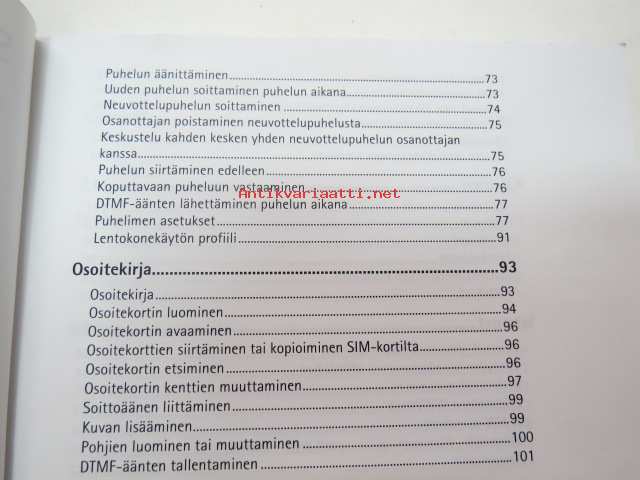 Puhelun äänittäminen.....73
Uuden puhelun soittaminen puhelun aikana.....73
Neuvottelupuhelun soittaminen.....74
Osanottajan poistaminen neuvottelupuhelusta.....75
Keskustelu kahden kesken yhden neuvottelupuhelun osanottajan
kanssa.....75
Puhelun siirtäminen edelleen.....76
Koputtavaan puheluun vastaaminen.....76
Antikvariaatti.net
DTMF-äänten lähettäminen puhelun aikana.....77
Puhelimen asetukset.....77
Lentokonekäytön profiili.....91
Osoitekirja.....93
Osoitekirja.....93
Osoitekortin luominen.....94
Osoitekortin avaaminen.....96
Osoitekorttien siirtäminen tai kopioiminen SIM-kortilta.....96
Osoitekortin etsiminen.....96
Osoitekortin kenttien muuttaminen.....97
Soittoäänen liittäminen.....99
Kuvan lisääminen.....99
Pohjien luominen tai muuttaminen.....100
DTMF-äänten tallentaminen.....101